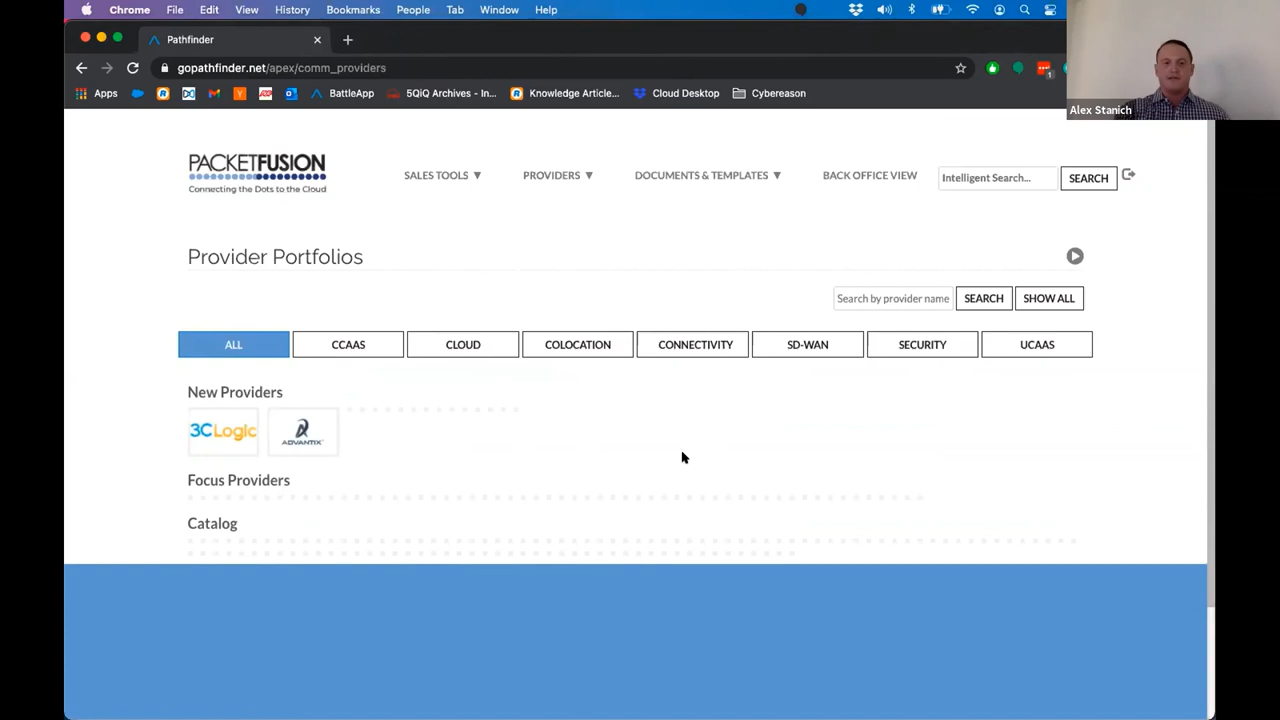 Chrome File Edit View History Bookmarks People Tab Window Help
Pathfinder
gopathfinder.net/apex/comm_providers
1
Apps BattleApp 5QiQ Archives - In... Knowledge Article... Cloud Desktop Cybereason
Alex Stanich
PACKETFUSION
Connecting the Dots to the Cloud
SALES TOOLS ▼ PROVIDERS ▼ DOCUMENTS & TEMPLATES ▼ BACK OFFICE VIEW Intelligent Search... SEARCH
Provider Portfolios
Search by provider name SEARCH SHOW ALL
ALL CCAAS CLOUD COLOCATION CONNECTIVITY SD-WAN SECURITY UCAAS
New Providers
3CLogic ADVANTIX
Focus Providers
Catalog